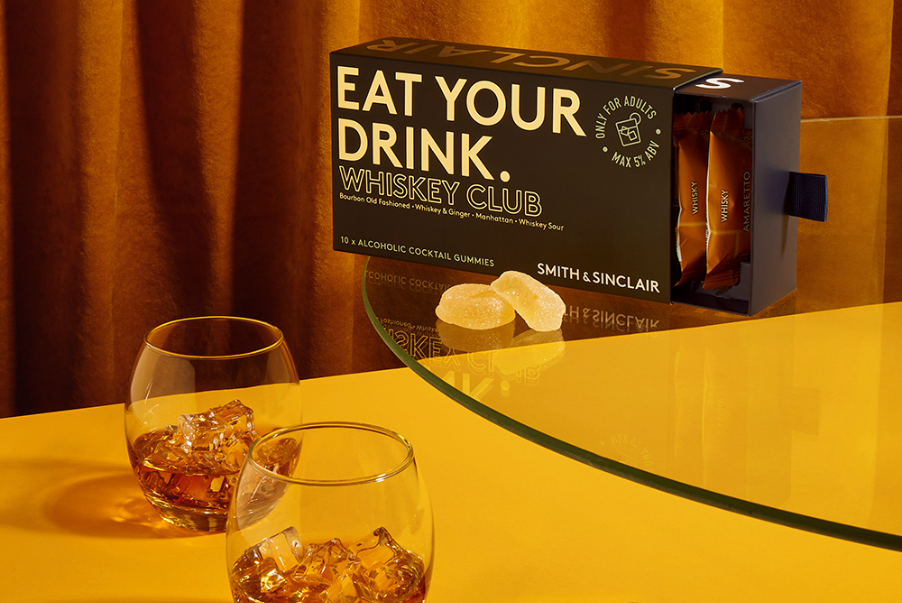 SINCLAIR
S
EAT YOUR
DRINK.
WHISKEY CLUB
Bourbon Old Fashioned • Whiskey & Ginger • Manhattan • Whiskey Sour
10 x ALCOHOLIC COCKTAIL GUMMIES
SMITH & SINCLAIR
ONLY FOR ADULTS
• MAX 5% ABV •
WHISKY
WHISKY
AMARETTO